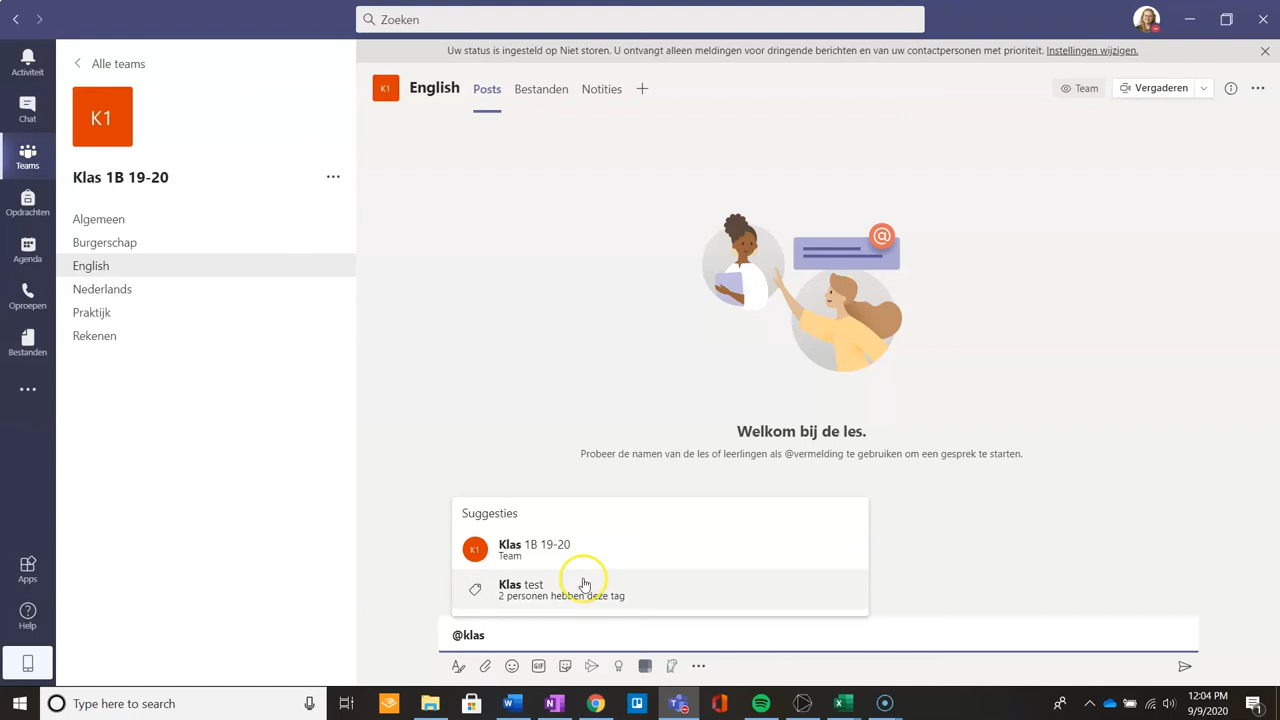 Zoeken
Uw status is ingesteld op Niet storen. U ontvangt alleen meldingen voor dringende berichten en van uw contactpersonen met prioriteit. Instellingen wijzigen.
Activiteit
Chat
Teams
Opdrachten
Agenda
Oproepen
Bestanden
Apps
Help
Alle teams
K1
Klas 1B 19-20
Algemeen
Burgerschap
English
Nederlands
Praktijk
Rekenen
K1 English Posts Bestanden Notities
Team Vergaderen
@
Welkom bij de les.
Probeer de namen van de les of leerlingen als @vermelding te gebruiken om een gesprek te starten.
Suggesties
K1 Klas 1B 19-20
Team
Klas test
2 personen hebben deze tag
@klas
GIF
Type here to search
12:04 PM
9/9/2020